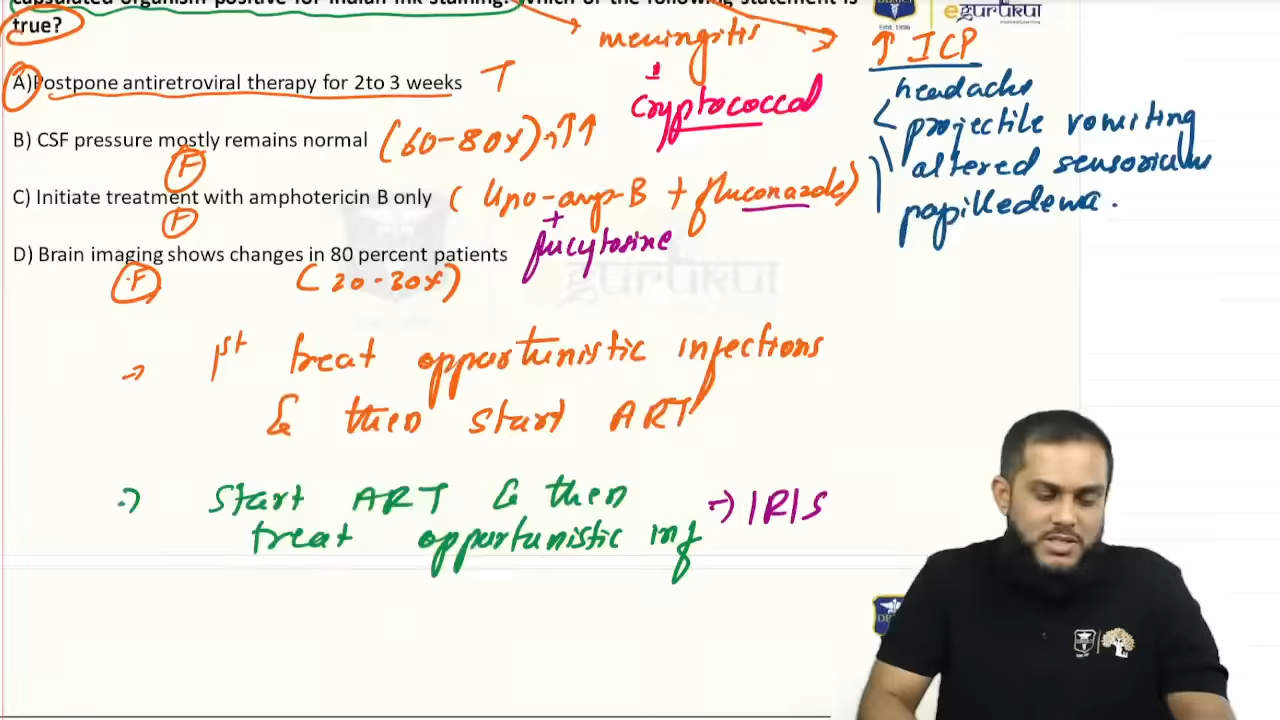 capsulated organism positive for Indian ink staining. Which of the following statement is
true?
A)Postpone antiretroviral therapy for 2to 3 weeks T
B) CSF pressure mostly remains normal (60-80%) → ↑↑
F
C) Initiate treatment with amphotericin B only ( Lipo-amp-B + fluconazole)
F
+
flucytosine
D) Brain imaging shows changes in 80 percent patients
F (20-30%)
meningitis
cryptococcal
↑ ICP
headache
projectile vomiting
altered sensorium
papilledema.
→ 1st treat opportunistic infections
& then start ART
⇒ start ART & then
treat opportunistic inf
⇒ IRIS
eGurukul